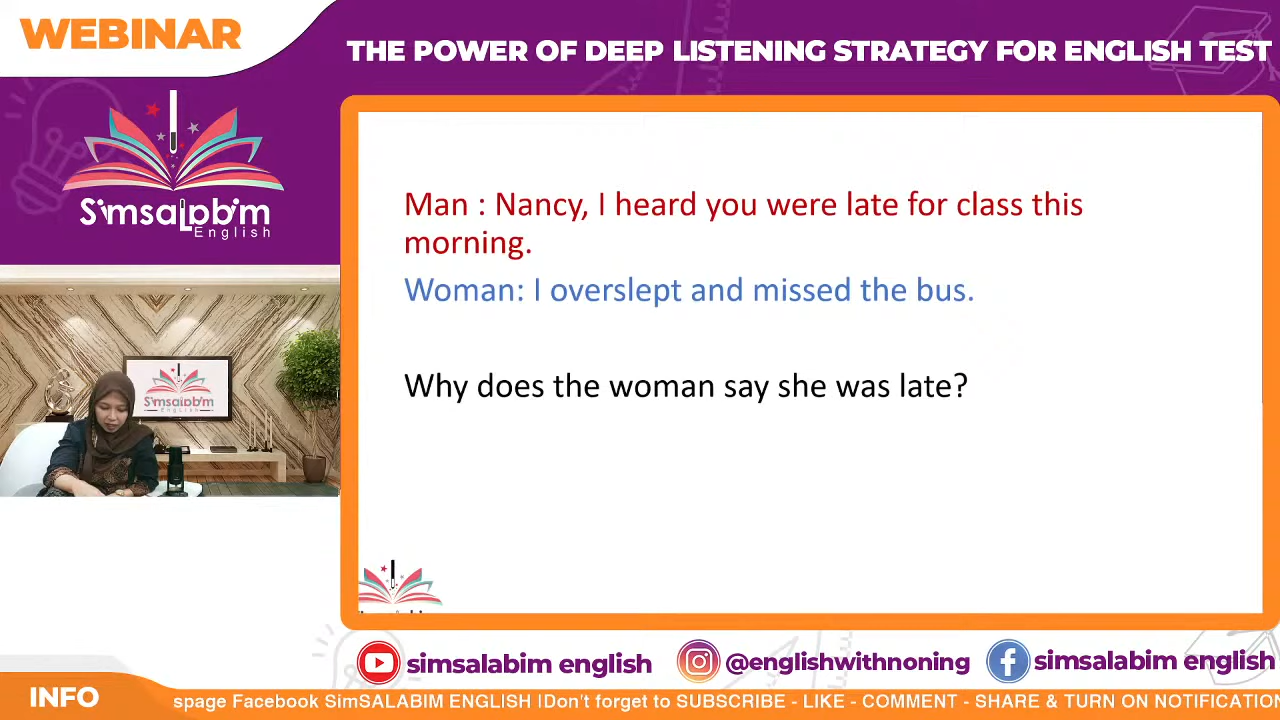 WEBINAR
THE POWER OF DEEP LISTENING STRATEGY FOR ENGLISH TEST
SimsaLabim
English
Man : Nancy, I heard you were late for class this
morning.
Woman: I overslept and missed the bus.
Why does the woman say she was late?
SimsaLabim
English
simsalabim english
@englishwithnoning
simsalabim english
INFO
spage Facebook SimSALABIM ENGLISH !Don't forget to SUBSCRIBE - LIKE - COMMENT - SHARE & TURN ON NOTIFICATION